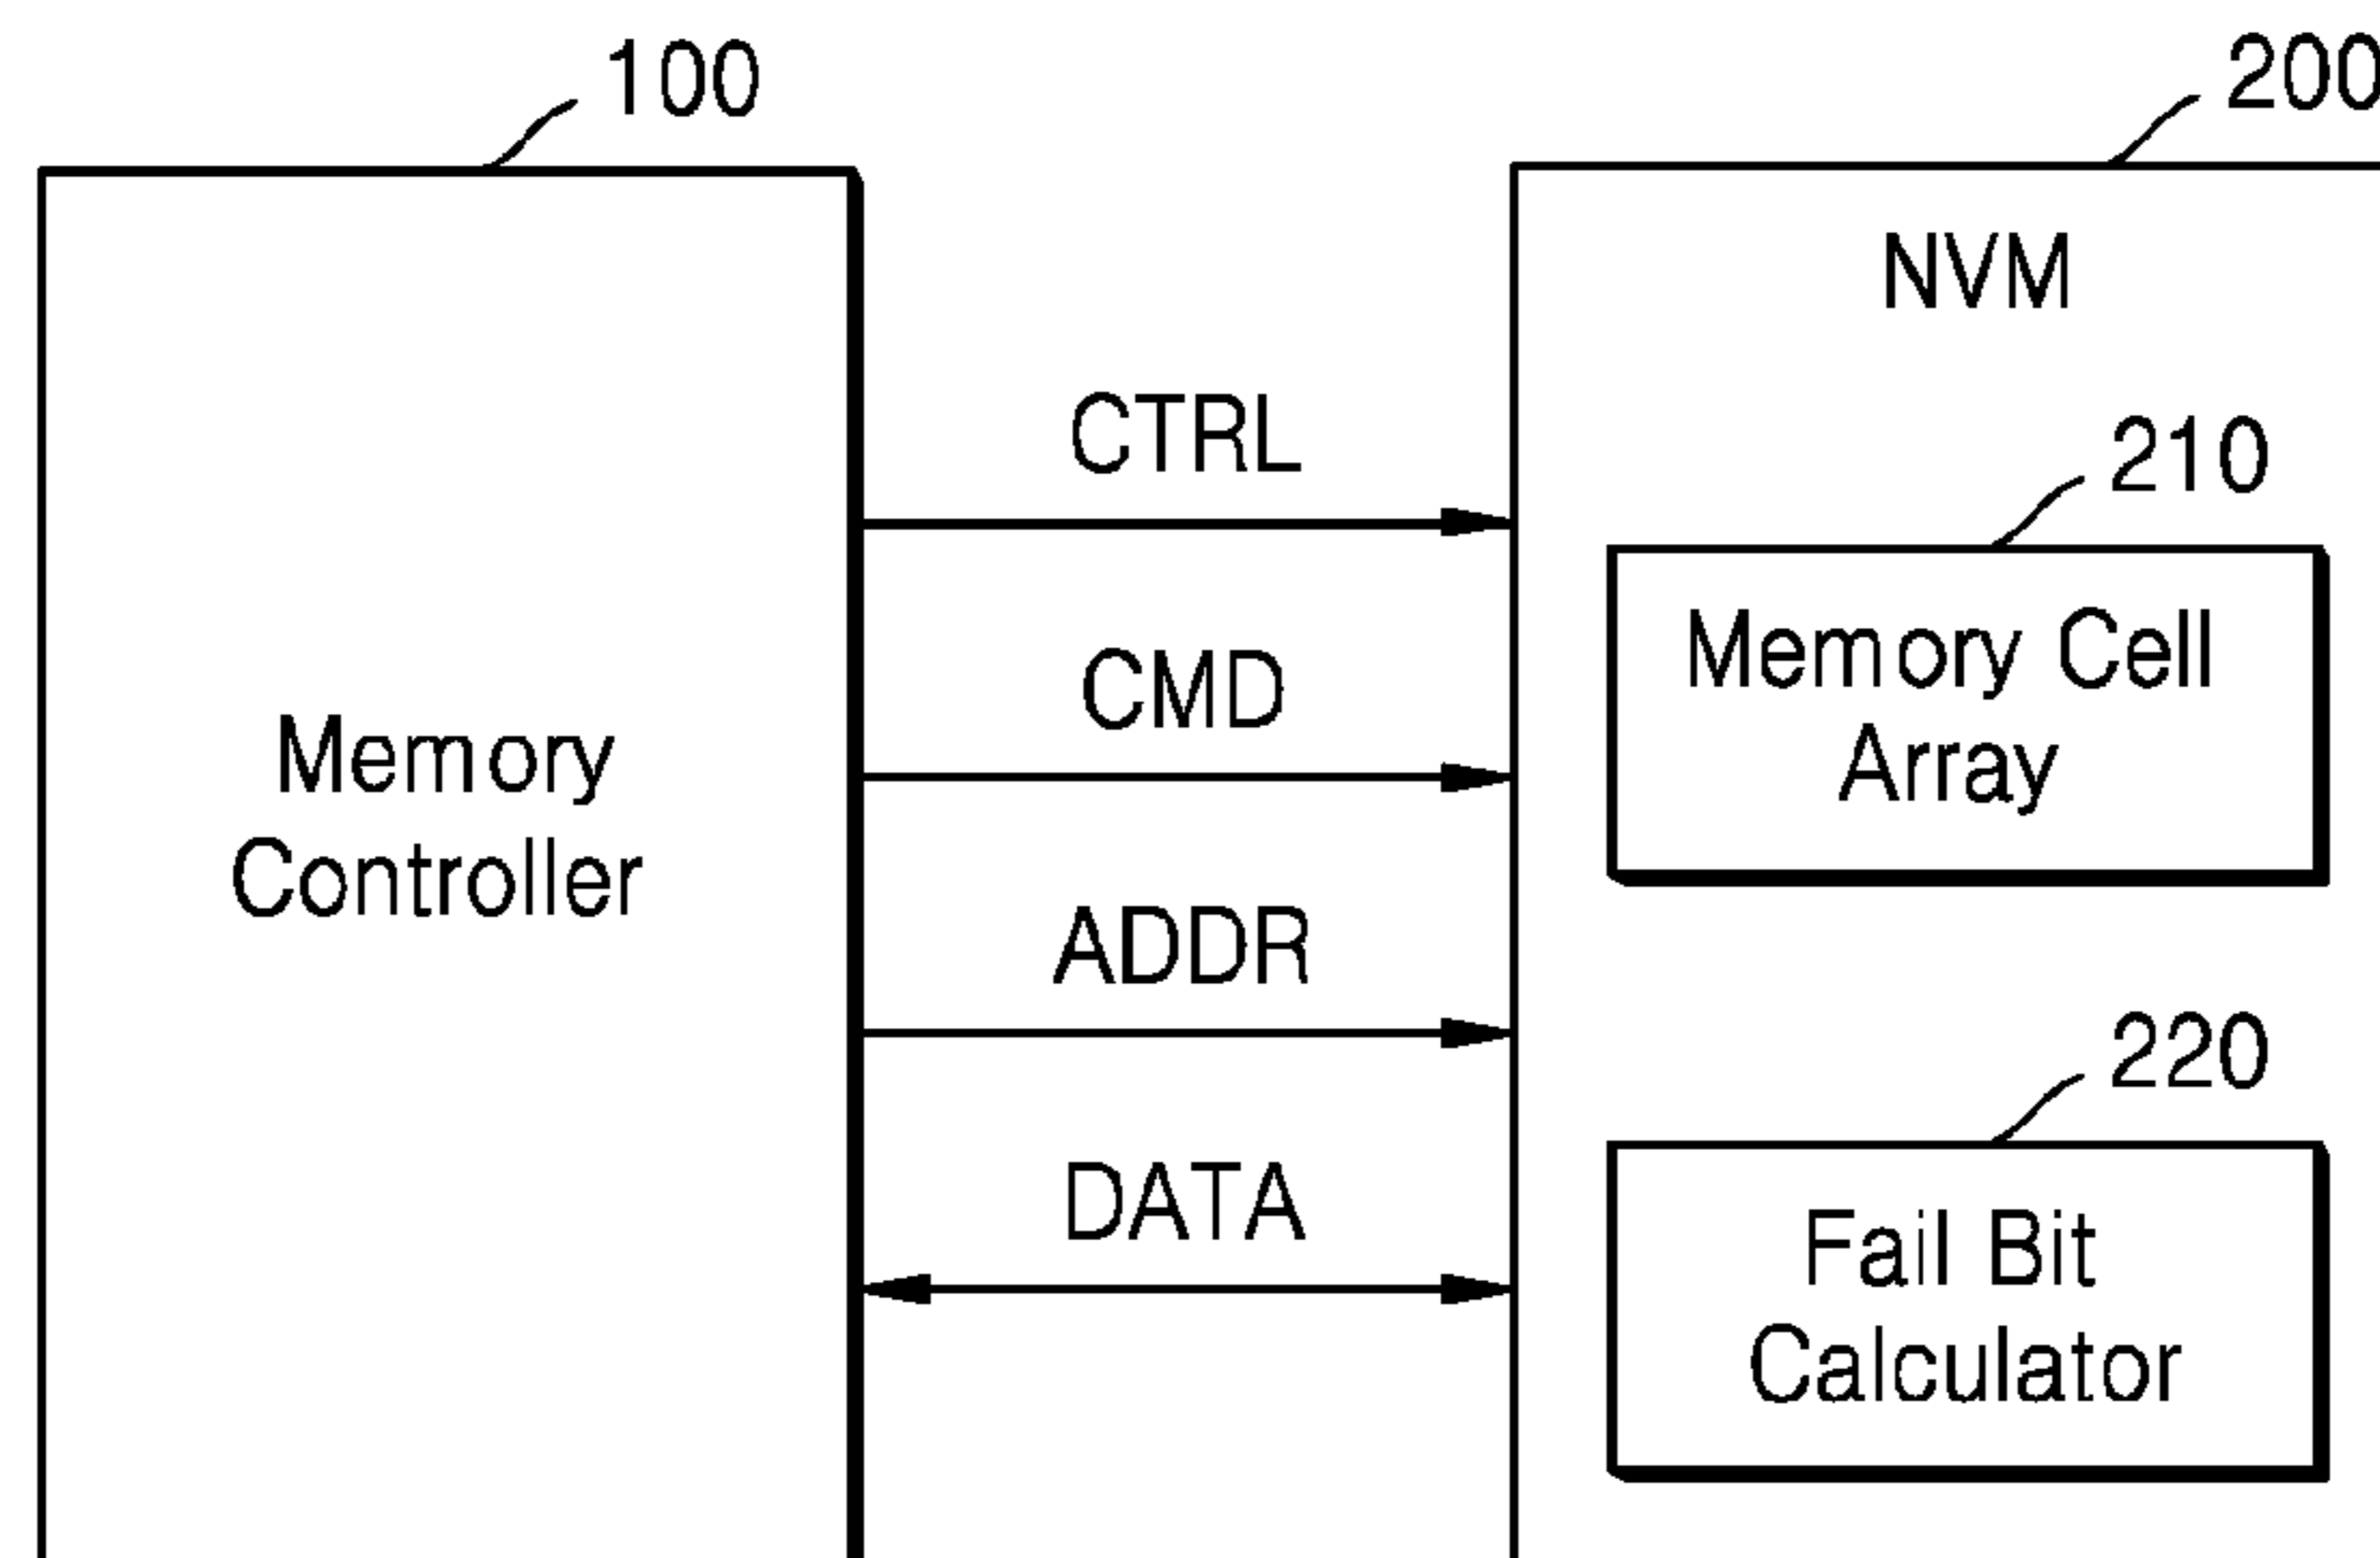 100
200
NVM
CTRL
210
Memory Cell
Array
CMD
Memory
Controller
ADDR
220
DATA
Fail Bit
Calculator